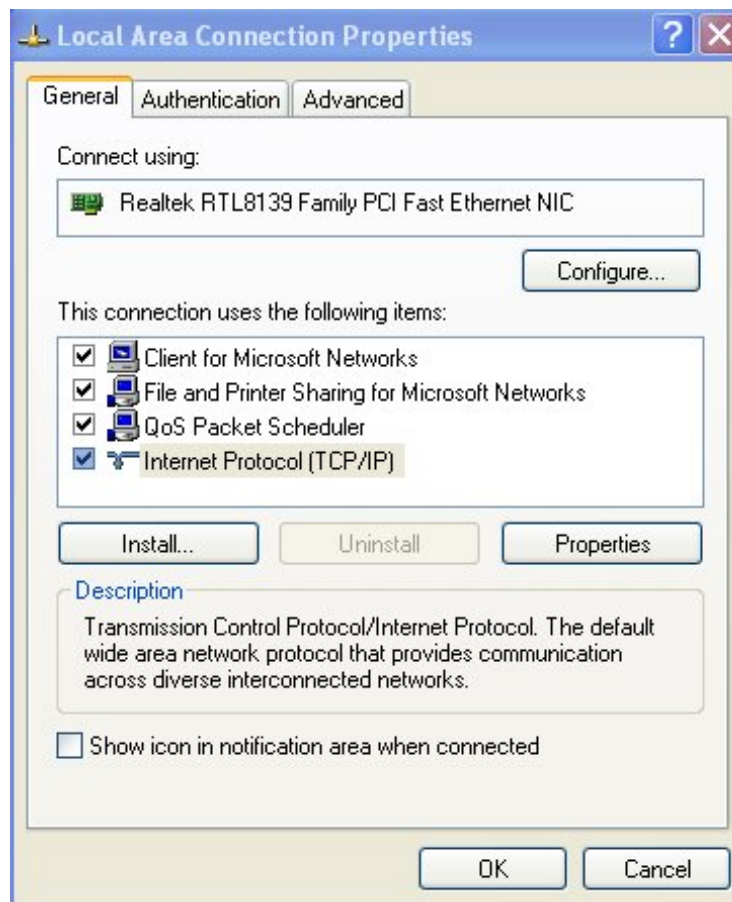 Local Area Connection Properties
General Authentication Advanced
Connect using:
Realtek RTL8139 Family PCI Fast Ethernet NIC
Configure...
This connection uses the following items:
Client for Microsoft Networks
File and Printer Sharing for Microsoft Networks
QoS Packet Scheduler
Internet Protocol (TCP/IP)
Install... Uninstall Properties
Description
Transmission Control Protocol/Internet Protocol. The default
wide area network protocol that provides communication
across diverse interconnected networks.
Show icon in notification area when connected
OK Cancel